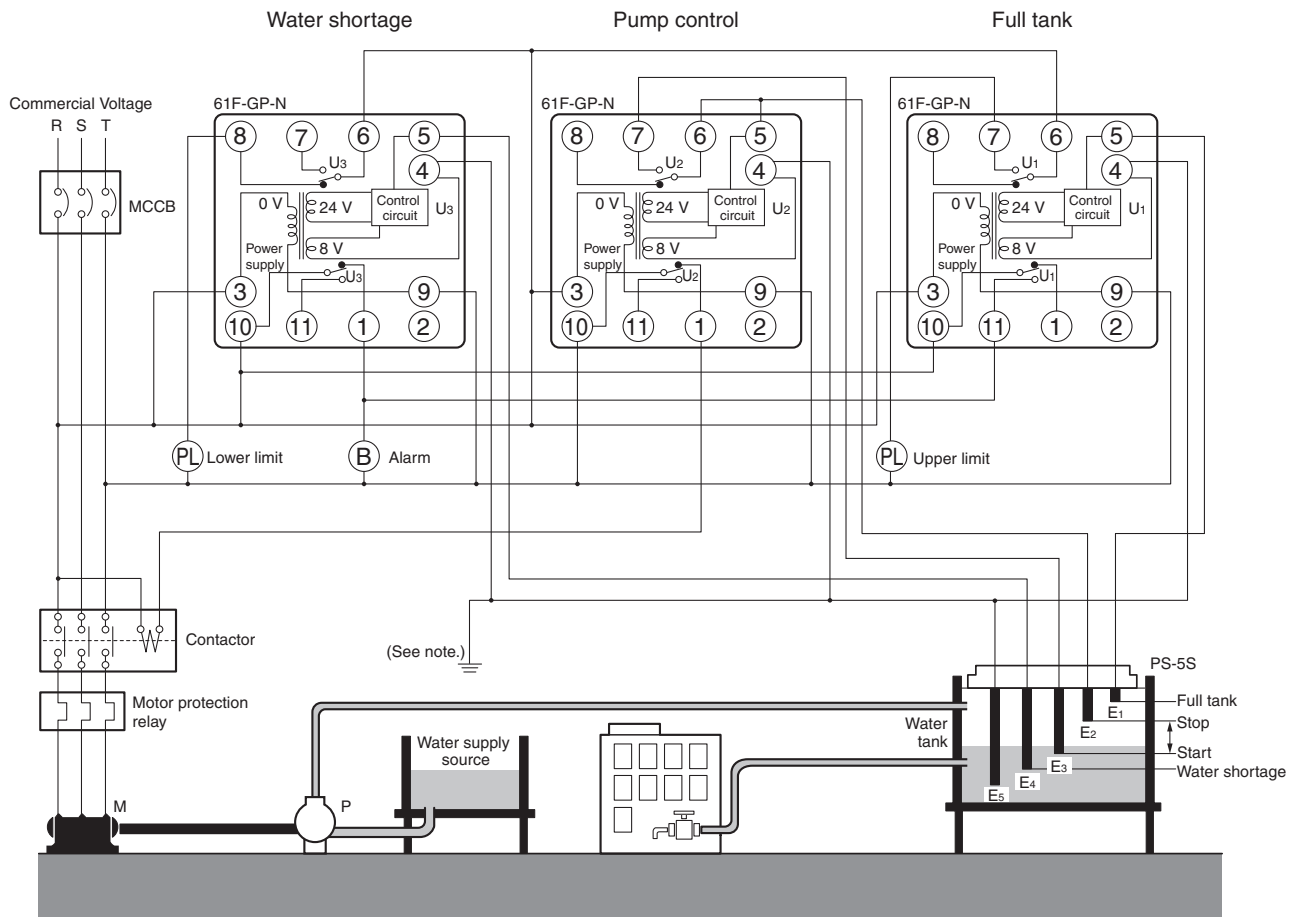 Water shortage
Pump control
Full tank
Commercial Voltage
R S T
MCCB
61F-GP-N
8 7 6 5
4
U3
0 V
24 V
Control circuit
U3
8 V
Power supply
U3
3 9
10 11 1 2
61F-GP-N
8 7 6 5
4
U2
0 V
24 V
Control circuit
U2
8 V
Power supply
U2
3 9
10 11 1 2
61F-GP-N
8 7 6 5
4
U1
0 V
24 V
Control circuit
U1
8 V
Power supply
U1
3 9
10 11 1 2
PL Lower limit
B Alarm
PL Upper limit
Contactor
(See note.)
Motor protection
relay
M
P
Water supply
source
Water
tank
PS-5S
Full tank
Stop
Start
Water shortage
E1
E2
E3
E4
E5